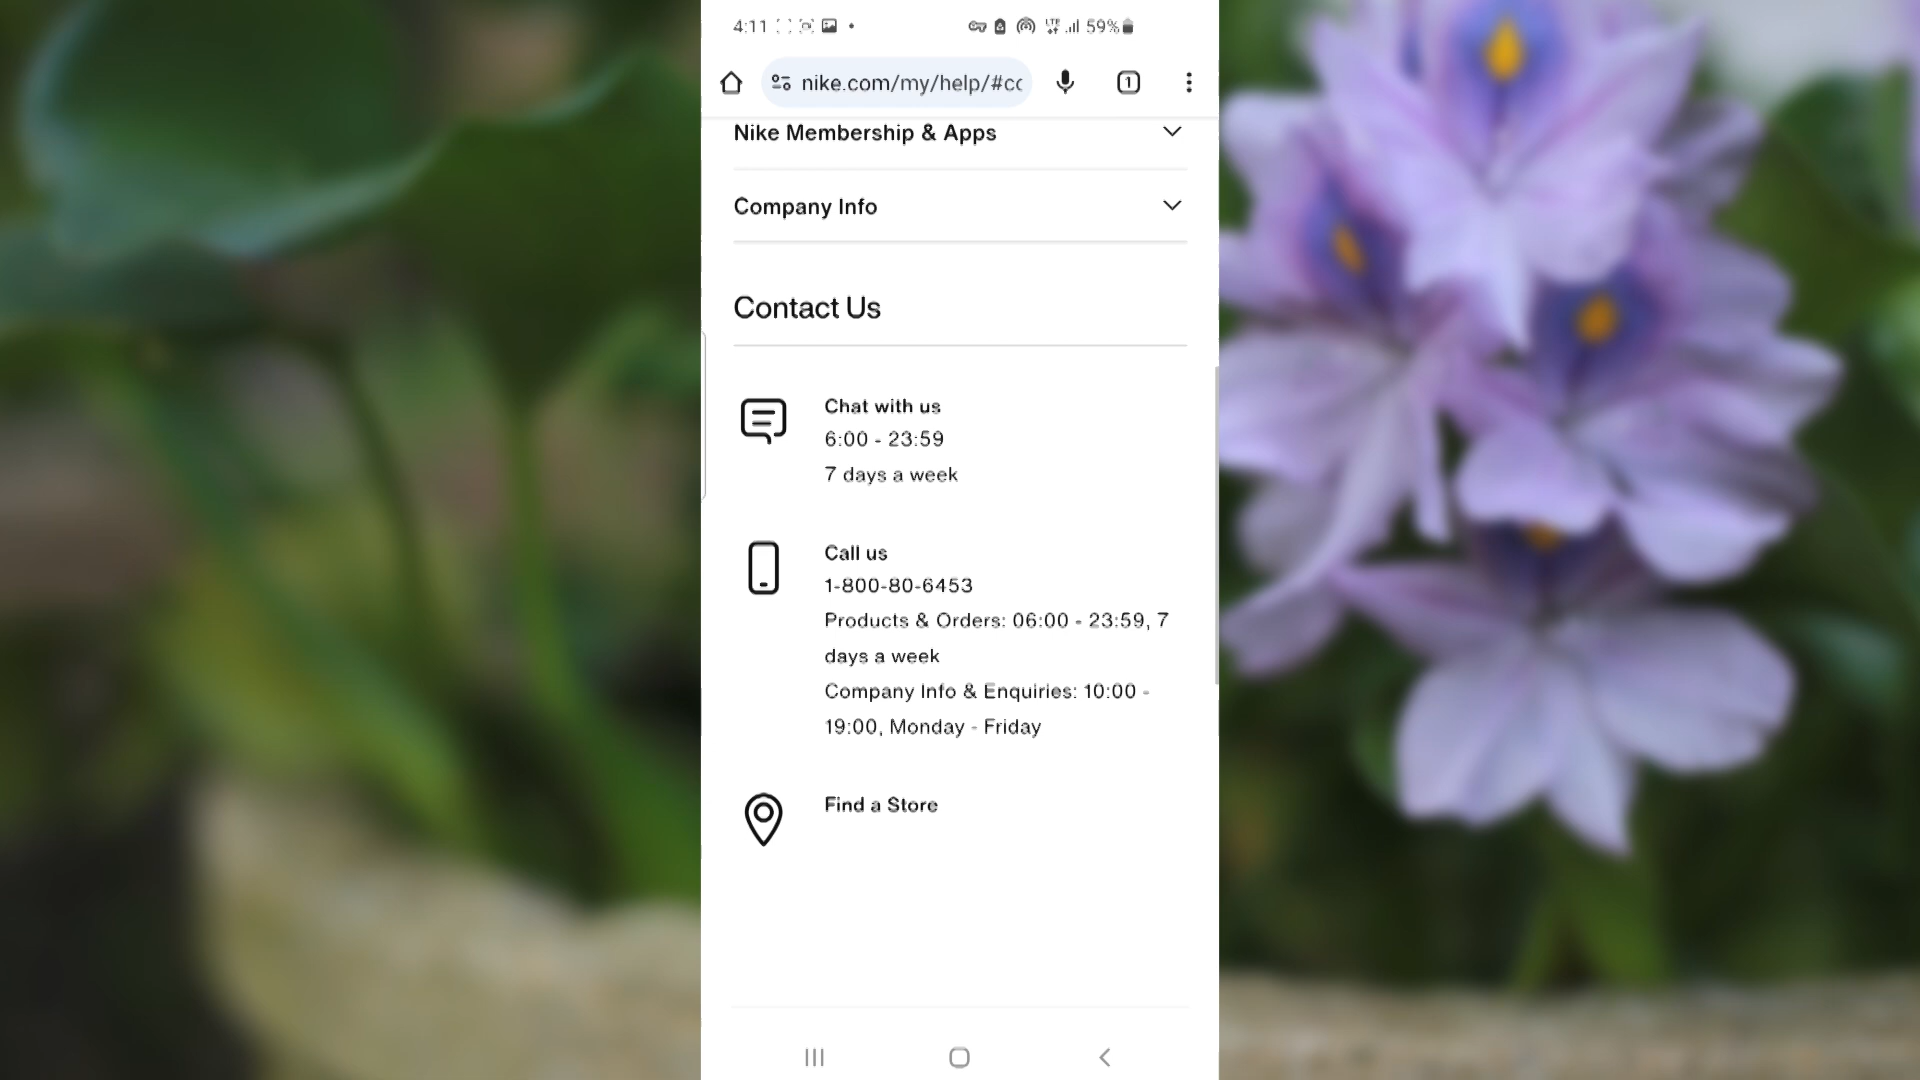 4:11
LTE 59%
nike.com/my/help/#cc
1
Nike Membership & Apps
Company Info
Contact Us
Chat with us
6:00 - 23:59
7 days a week
Call us
1-800-80-6453
Products & Orders: 06:00 - 23:59, 7
days a week
Company Info & Enquiries: 10:00 -
19:00, Monday - Friday
Find a Store